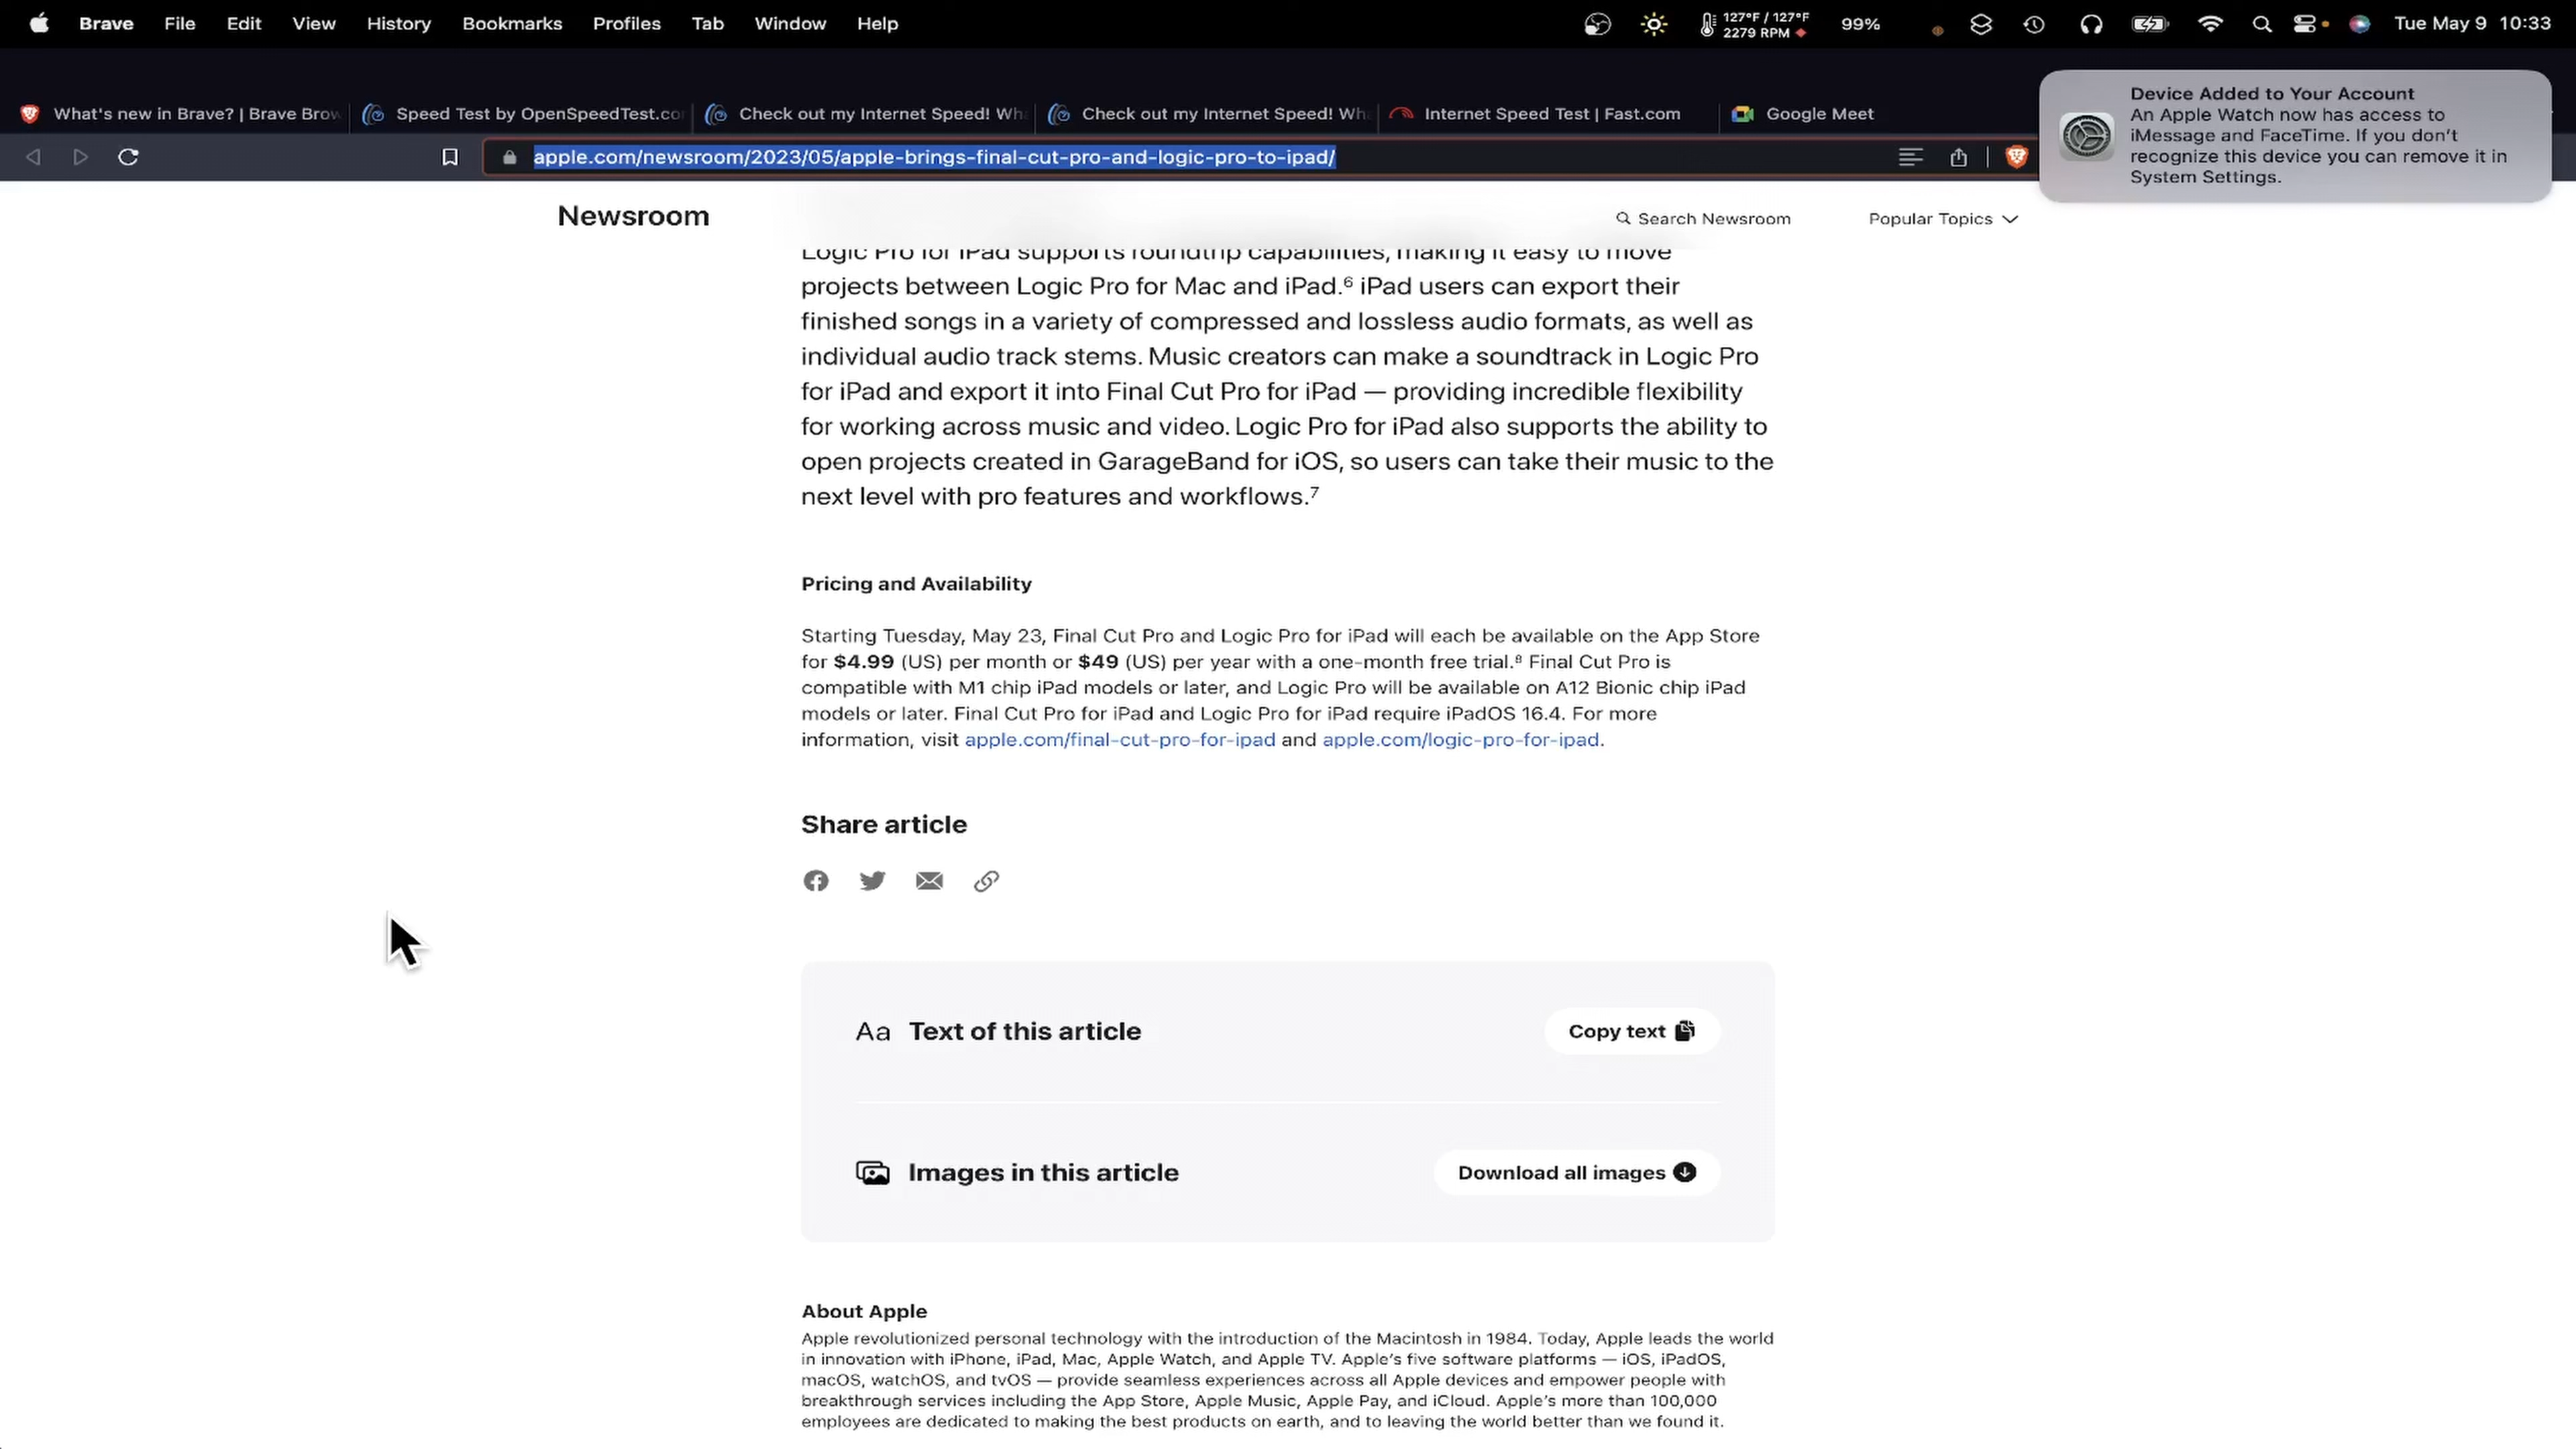 Brave File Edit View History Bookmarks Profiles Tab Window Help
127°F / 127°F
2279 RPM
99%
Tue May 9 10:33
What's new in Brave? | Brave Brow
Speed Test by OpenSpeedTest.co
Check out my Internet Speed! Wh
Check out my Internet Speed! Wh
Internet Speed Test | Fast.com
Google Meet
Device Added to Your Account
An Apple Watch now has access to
iMessage and FaceTime. If you don't
recognize this device you can remove it in
System Settings.
apple.com/newsroom/2023/05/apple-brings-final-cut-pro-and-logic-pro-to-ipad/
Newsroom
Search Newsroom
Popular Topics
Logic Pro for iPad supports roundtrip capabilities, making it easy to move
projects between Logic Pro for Mac and iPad.⁶ iPad users can export their
finished songs in a variety of compressed and lossless audio formats, as well as
individual audio track stems. Music creators can make a soundtrack in Logic Pro
for iPad and export it into Final Cut Pro for iPad — providing incredible flexibility
for working across music and video. Logic Pro for iPad also supports the ability to
open projects created in GarageBand for iOS, so users can take their music to the
next level with pro features and workflows.⁷
Pricing and Availability
Starting Tuesday, May 23, Final Cut Pro and Logic Pro for iPad will each be available on the App Store
for $4.99 (US) per month or $49 (US) per year with a one-month free trial.⁸ Final Cut Pro is
compatible with M1 chip iPad models or later, and Logic Pro will be available on A12 Bionic chip iPad
models or later. Final Cut Pro for iPad and Logic Pro for iPad require iPadOS 16.4. For more
information, visit apple.com/final-cut-pro-for-ipad and apple.com/logic-pro-for-ipad.
Share article
Aa Text of this article
Copy text
Images in this article
Download all images
About Apple
Apple revolutionized personal technology with the introduction of the Macintosh in 1984. Today, Apple leads the world
in innovation with iPhone, iPad, Mac, Apple Watch, and Apple TV. Apple's five software platforms — iOS, iPadOS,
macOS, watchOS, and tvOS — provide seamless experiences across all Apple devices and empower people with
breakthrough services including the App Store, Apple Music, Apple Pay, and iCloud. Apple's more than 100,000
employees are dedicated to making the best products on earth, and to leaving the world better than we found it.